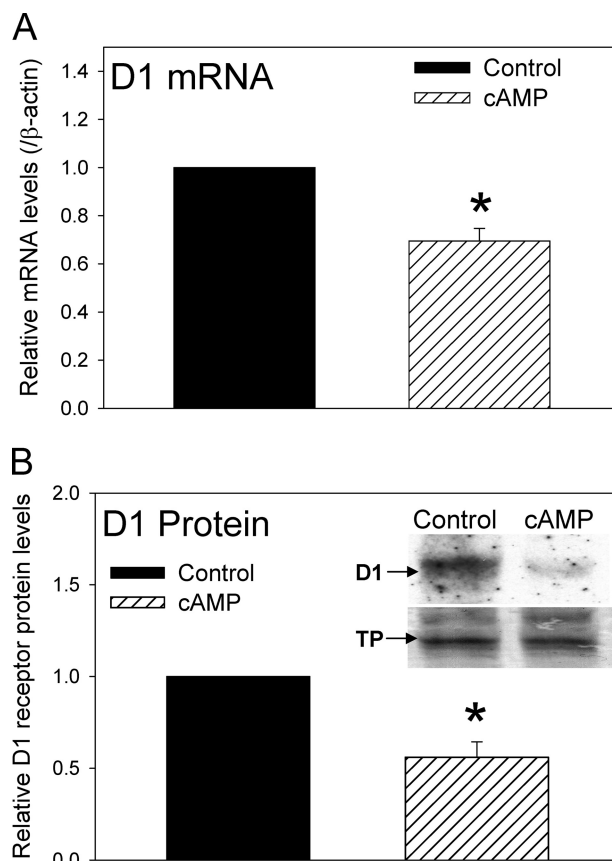 A
D1 mRNA
Control
cAMP
Relative mRNA levels (/β-actin)
1.4
1.2
1.0
0.8
0.6
0.4
0.2
0.0
*
B
D1 Protein
Control
cAMP
Relative D1 receptor protein levels
2.0
1.5
1.0
0.5
0.0
Control cAMP
D1
TP
*